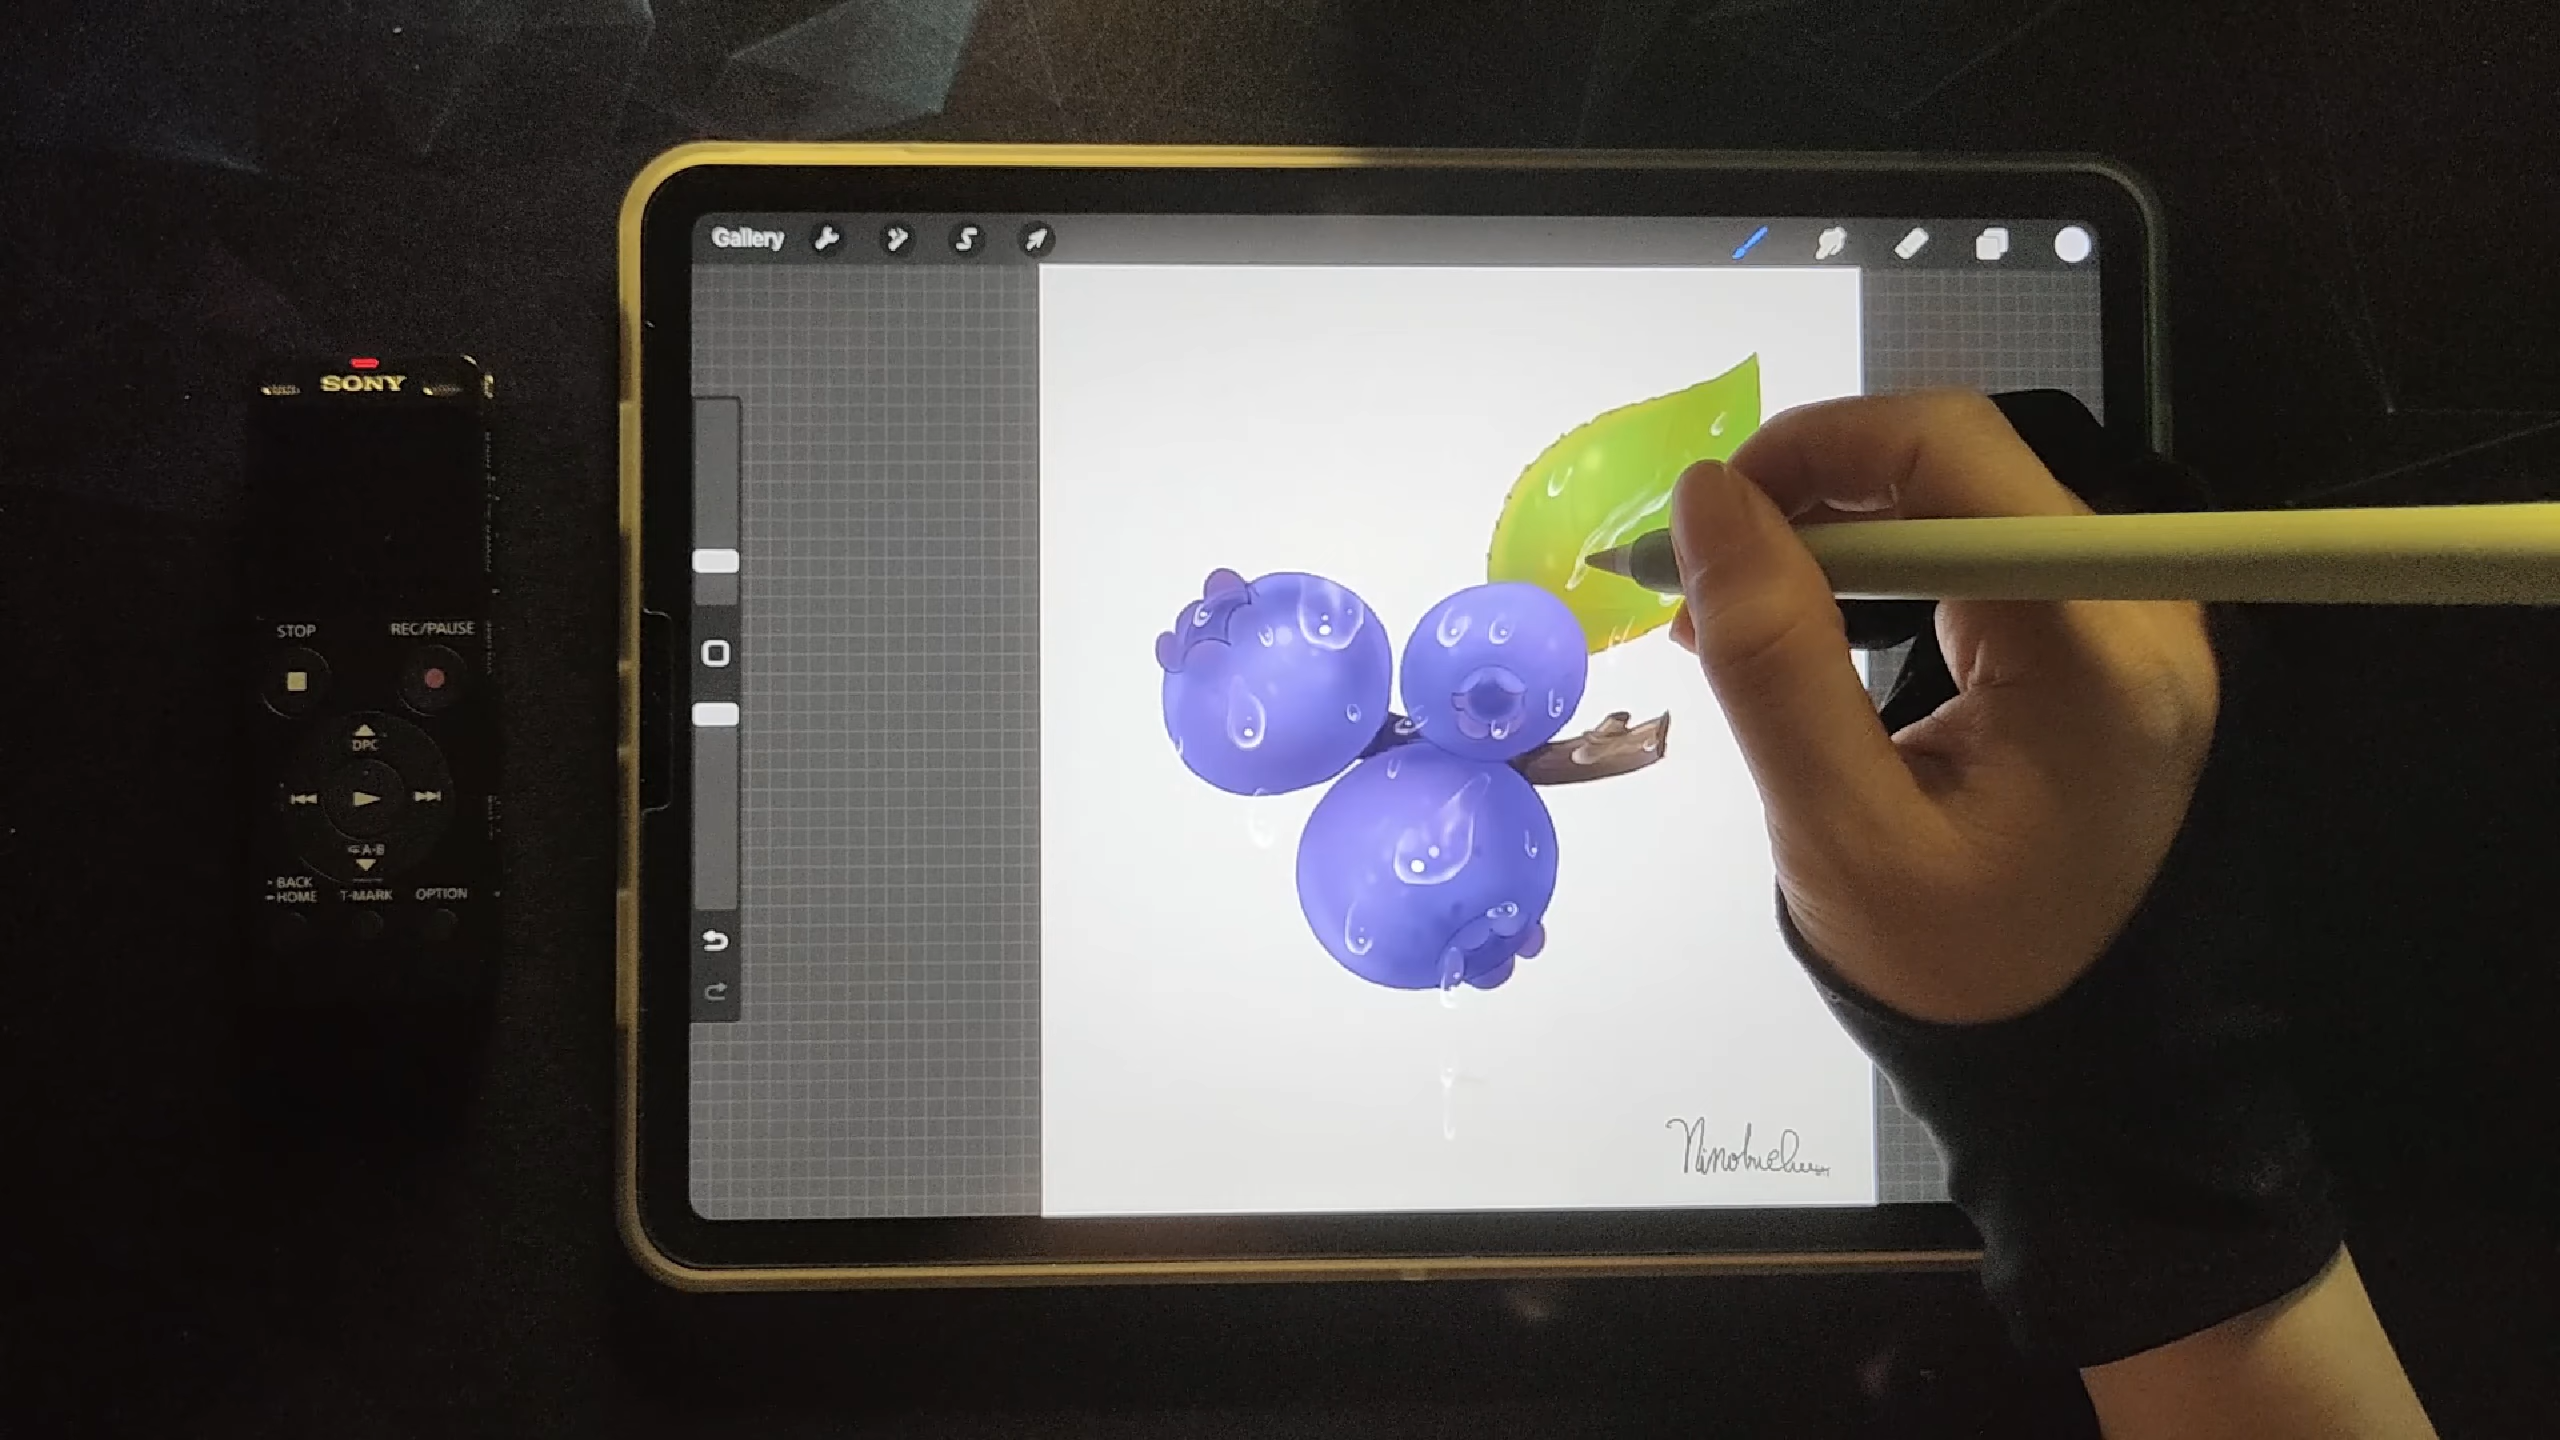 Gallery
SONY
STOP
REC/PAUSE
DPC
A-B
BACK
HOME
T-MARK
OPTION